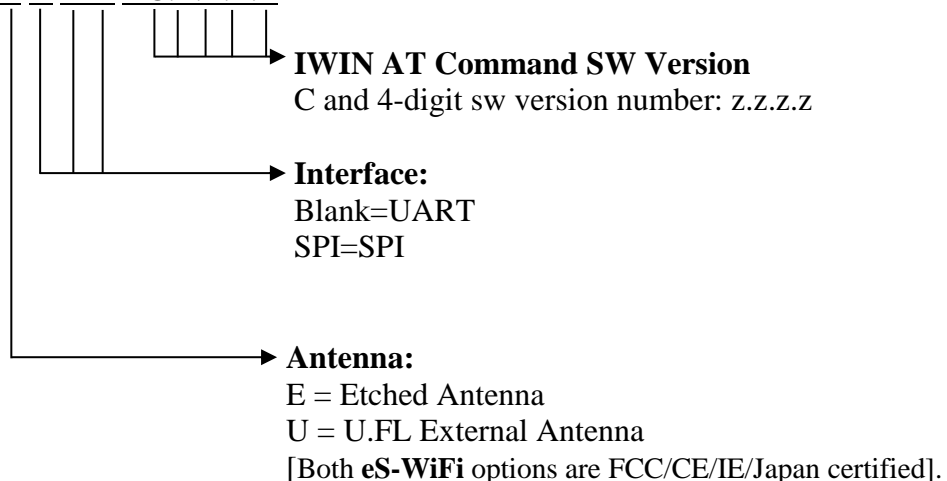 IWIN AT Command SW Version
C and 4-digit sw version number: z.z.z.z
Interface:
Blank=UART
SPI=SPI
Antenna:
E = Etched Antenna
U = U.FL External Antenna
[Both eS-WiFi options are FCC/CE/IE/Japan certified].